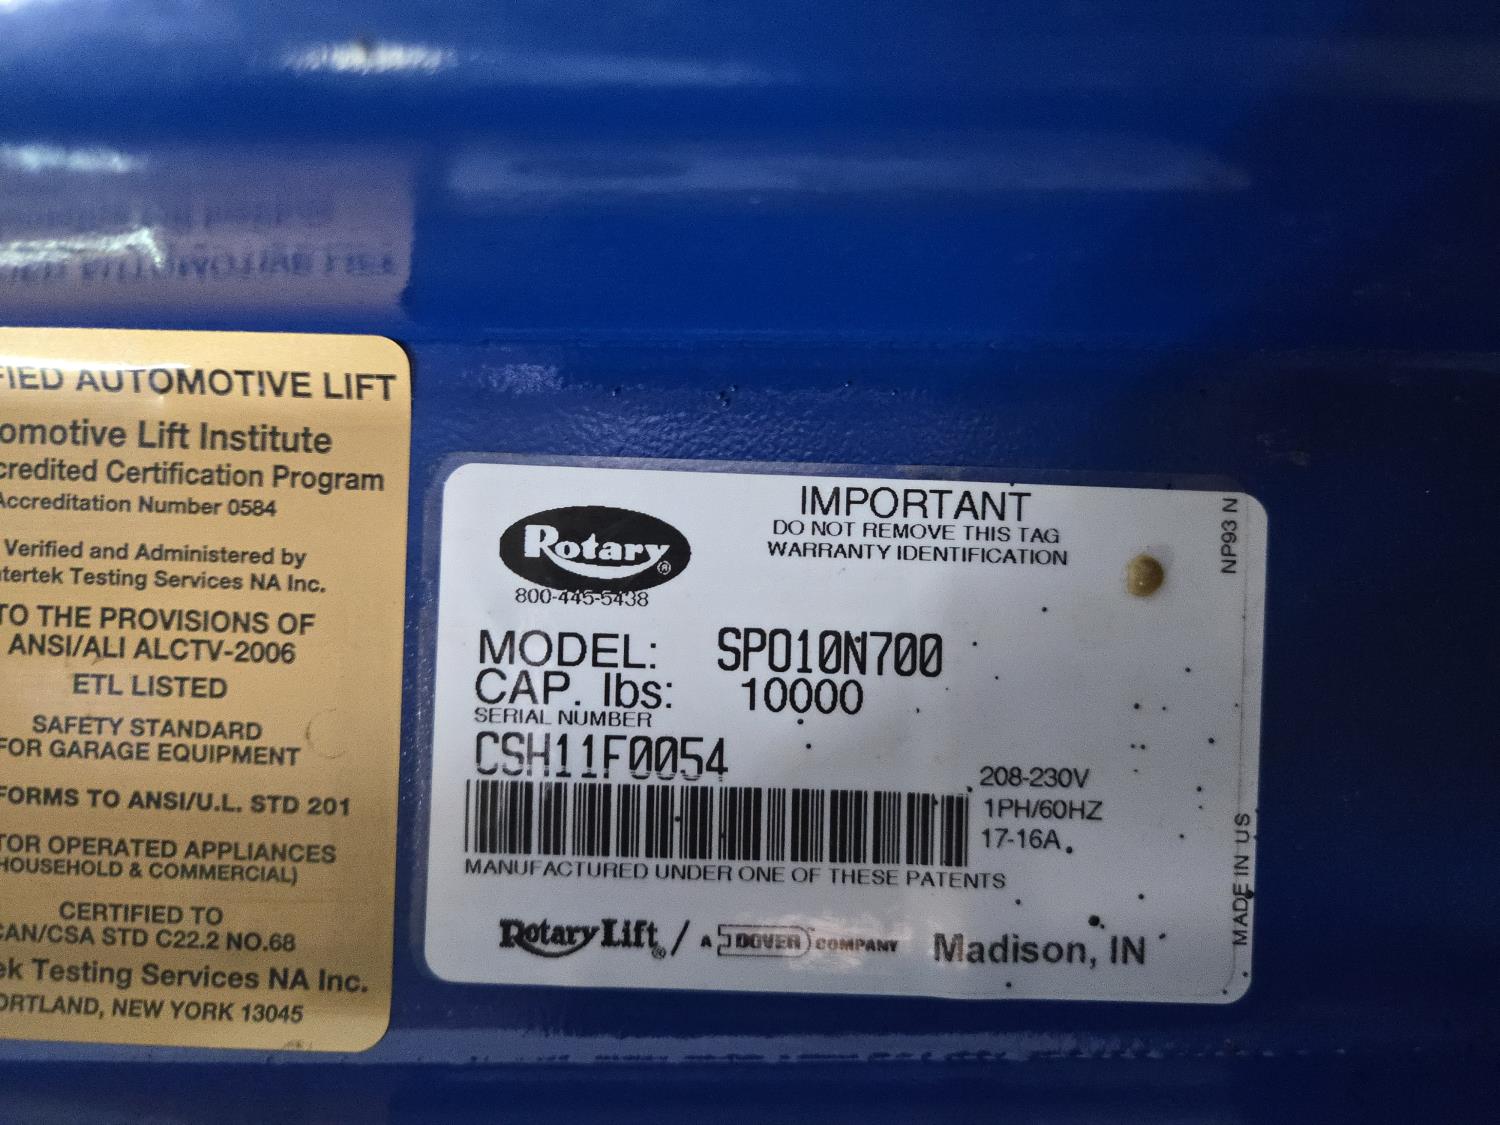 FIED AUTOMOTIVE LIFT
omotive Lift Institute
credited Certification Program
Accreditation Number 0584
Verified and Administered by
ntertek Testing Services NA Inc.
TO THE PROVISIONS OF
ANSI/ALI ALCTV-2006
ETL LISTED
SAFETY STANDARD
FOR GARAGE EQUIPMENT
FORMS TO ANSI/U.L. STD 201
TOR OPERATED APPLIANCES
HOUSEHOLD & COMMERCIAL)
CERTIFIED TO
CAN/CSA STD C22.2 NO.68
ek Testing Services NA Inc.
ORTLAND, NEW YORK 13045
Rotary®
800-445-5438
IMPORTANT
DO NOT REMOVE THIS TAG
WARRANTY IDENTIFICATION
NP93 N
MODEL: SPO10N700
CAP. lbs: 10000
SERIAL NUMBER
CSH11F0054
208-230V
1PH/60HZ
17-16A
MANUFACTURED UNDER ONE OF THESE PATENTS
Rotary Lift® / A DOVER COMPANY Madison, IN
MADE IN US